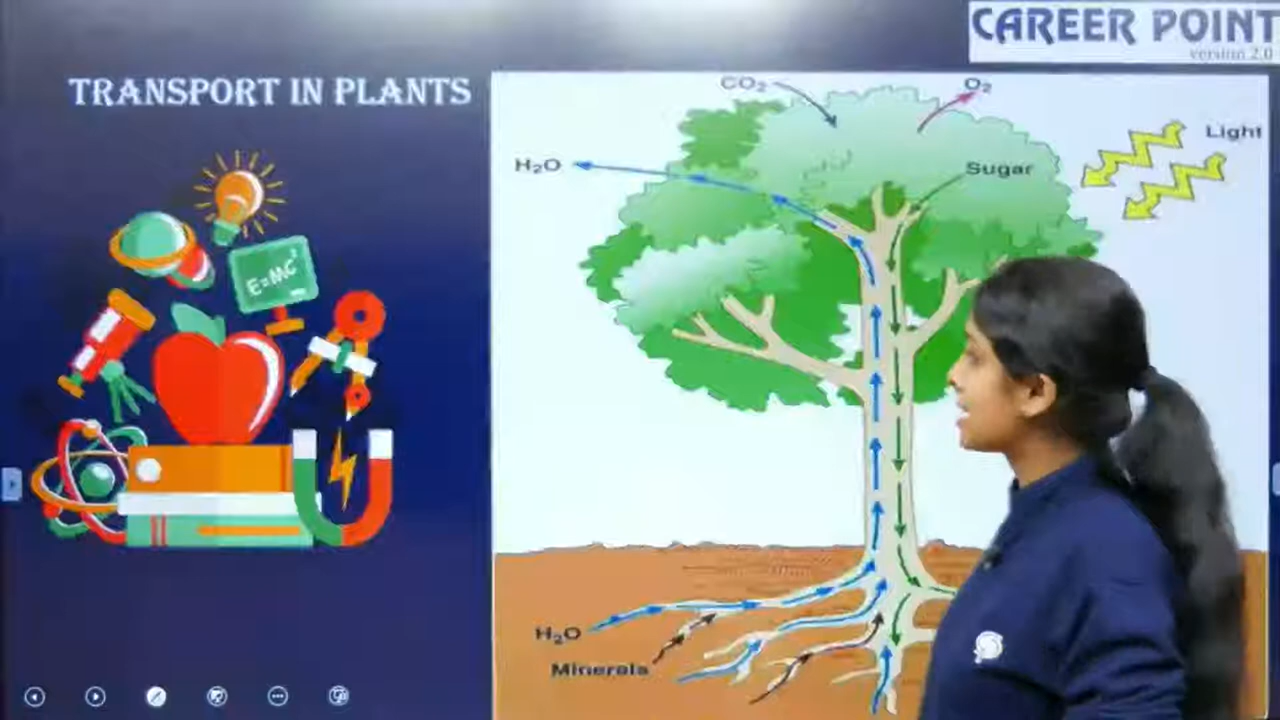 CAREER POINT
version 2.0
TRANSPORT IN PLANTS
CO₂
O₂
Light
H₂O
Sugar
E=MC²
H₂O
Minerals